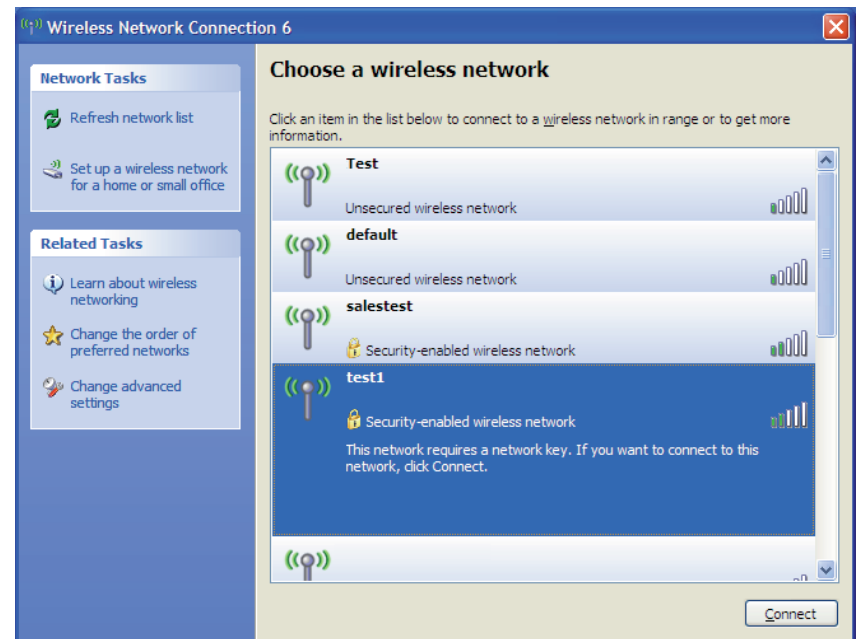 Wireless Network Connection 6
Network Tasks
Refresh network list
Set up a wireless network
for a home or small office
Related Tasks
Learn about wireless
networking
Change the order of
preferred networks
Change advanced
settings
Choose a wireless network
Click an item in the list below to connect to a wireless network in range or to get more
information.
Test
Unsecured wireless network
default
Unsecured wireless network
salestest
Security-enabled wireless network
test1
Security-enabled wireless network
This network requires a network key. If you want to connect to this
network, click Connect.
Connect